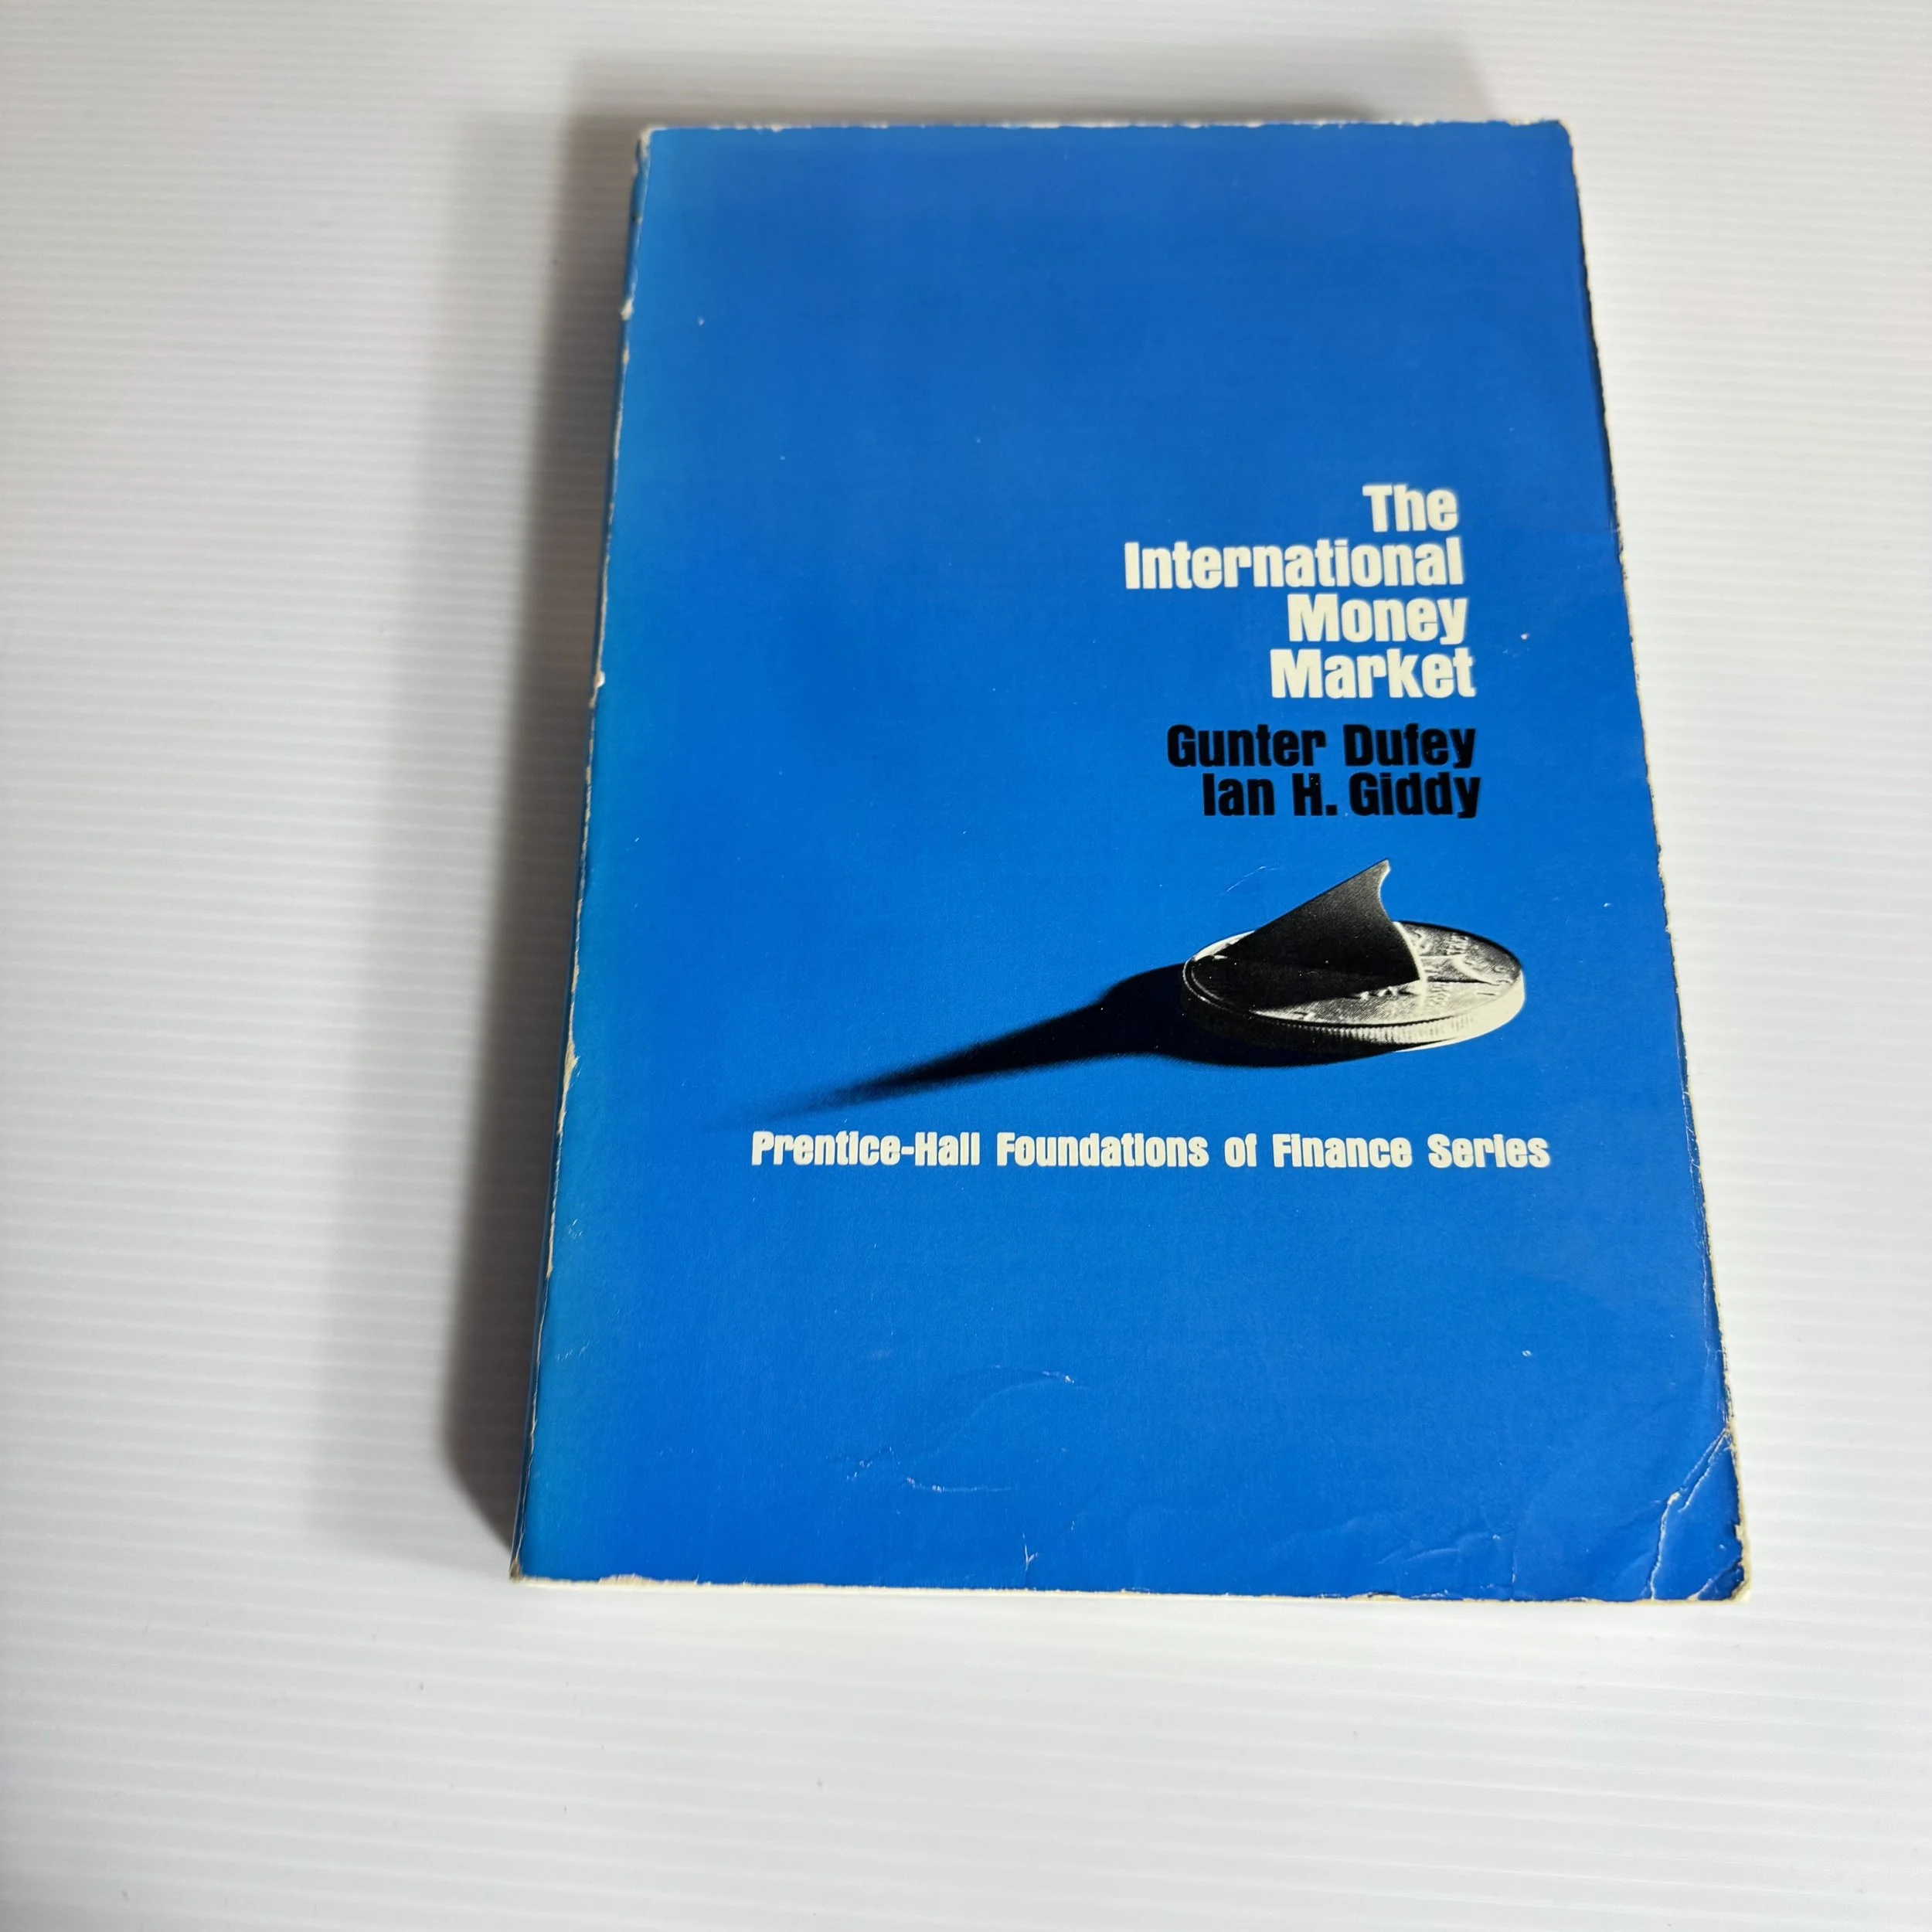 The
International
Money
Market
Gunter Dufey
Ian H. Giddy
Prentice-Hall Foundations of Finance Series